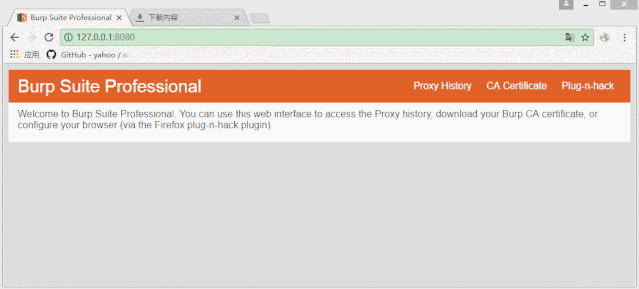 Burp Suite Professional
下载内容
127.0.0.1:8080
应用
GitHub - yahoo /
Burp Suite Professional
Proxy History
CA Certificate
Plug-n-hack
Welcome to Burp Suite Professional. You can use this web interface to access the Proxy history, download your Burp CA certificate, or
configure your browser (via the Firefox plug-n-hack plugin).